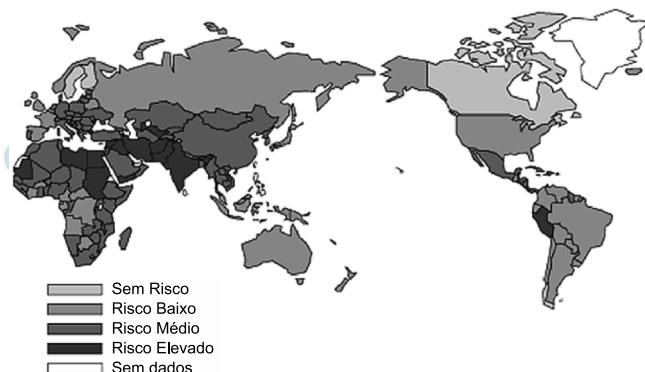 Sem Risco
Risco Baixo
Risco Médio
Risco Elevado
Sem dados